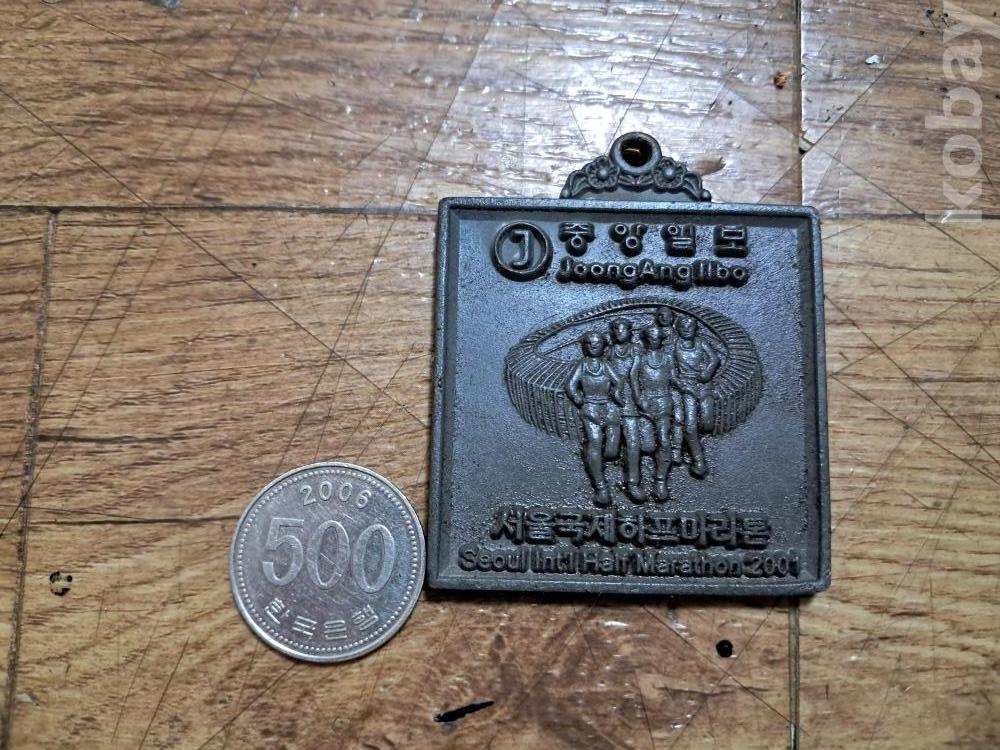 kobay
J 중앙일보
JoongAng Ilbo
서울국제하프마라톤
Seoul Int'l Half Marathon 2001
2006
500
한국은행